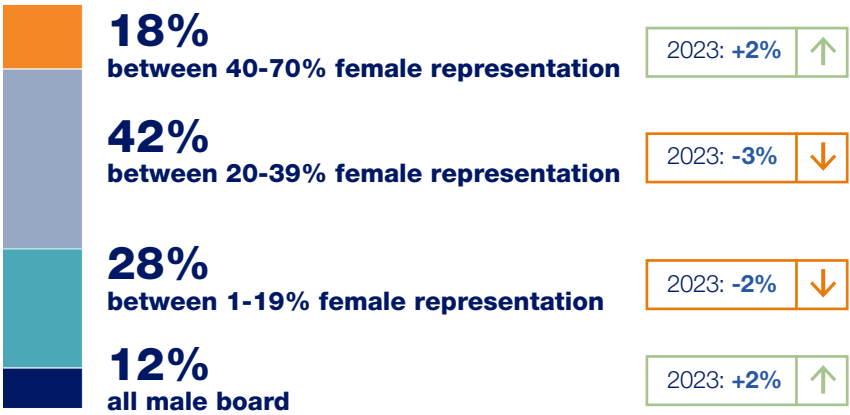 18%
between 40-70% female representation
2023: +2%
42%
between 20-39% female representation
2023: -3%
28%
between 1-19% female representation
2023: -2%
12%
all male board
2023: +2%